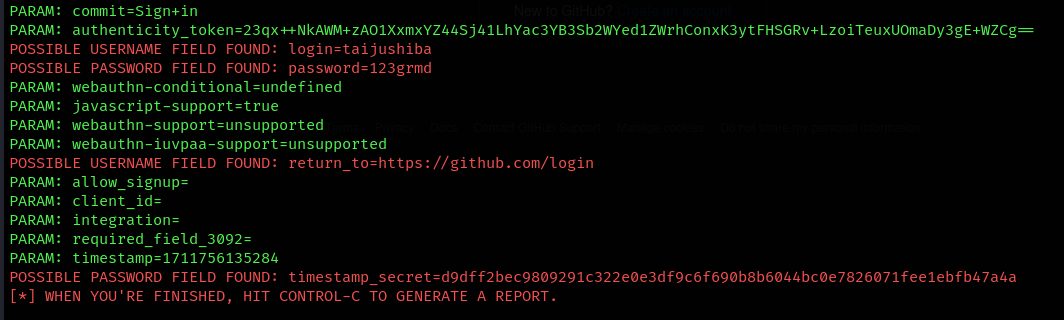 New to GitHub?
PARAM: commit=Sign+in
PARAM: authenticity_token=23qx++NkAWM+zAO1XxmxYZ44Sj41LhYac3YB3Sb2WYed1ZWrhConxK3ytFHSGRv+LzoiTeuxUOmaDy3gE+WZCg==
POSSIBLE USERNAME FIELD FOUND: login=taijushiba
POSSIBLE PASSWORD FIELD FOUND: password=123grmd
PARAM: webauthn-conditional=undefined
PARAM: javascript-support=true
PARAM: webauthn-support=unsupported
PARAM: webauthn-iuvpaa-support=unsupported
POSSIBLE USERNAME FIELD FOUND: return_to=https://github.com/login
PARAM: allow_signup=
PARAM: client_id=
PARAM: integration=
PARAM: required_field_3092=
PARAM: timestamp=1711756135284
POSSIBLE PASSWORD FIELD FOUND: timestamp_secret=d9dff2bec9809291c322e0e3df9c6f690b8b6044bc0e7826071fee1ebfb47a4a
[*] WHEN YOU'RE FINISHED, HIT CONTROL-C TO GENERATE A REPORT.